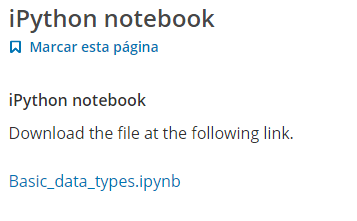 iPython notebook
Marcar esta página
iPython notebook
Download the file at the following link.
Basic_data_types.ipynb